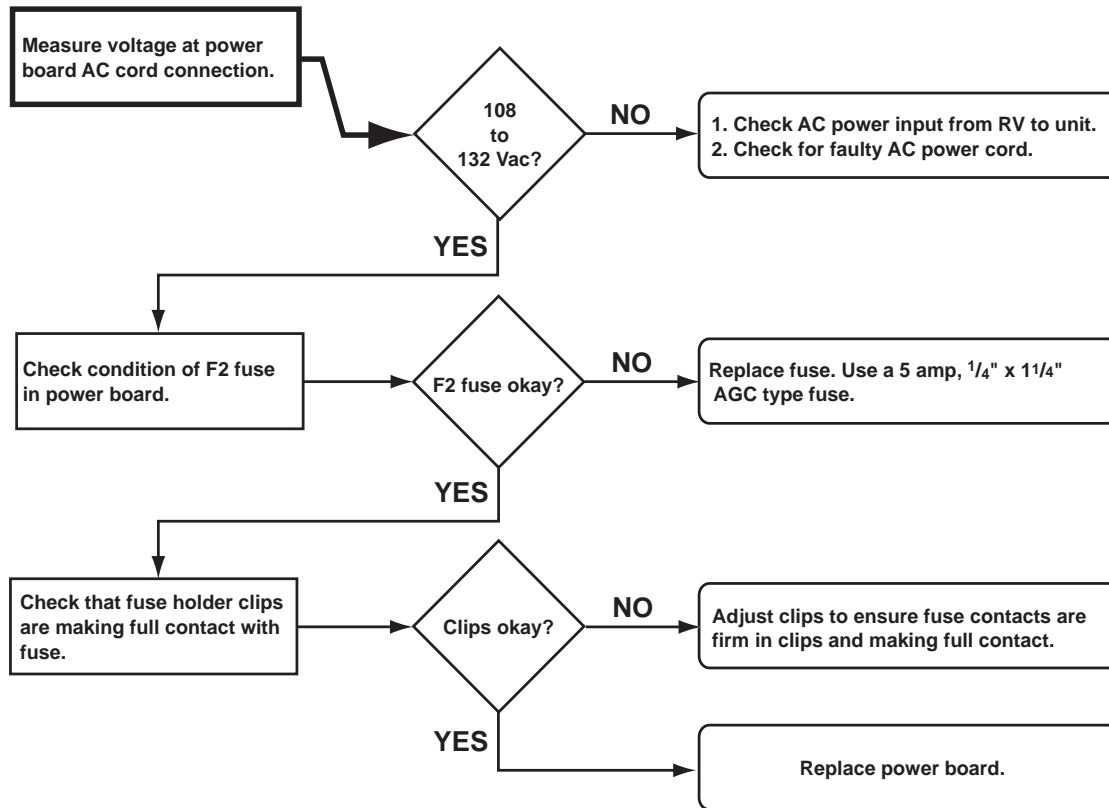 Measure voltage at power
board AC cord connection.
108
to
132 Vac?
NO
1. Check AC power input from RV to unit.
2. Check for faulty AC power cord.
YES
Check condition of F2 fuse
in power board.
F2 fuse okay?
NO
Replace fuse. Use a 5 amp, 1/4" x 11/4"
AGC type fuse.
YES
Check that fuse holder clips
are making full contact with
fuse.
Clips okay?
NO
Adjust clips to ensure fuse contacts are
firm in clips and making full contact.
YES
Replace power board.